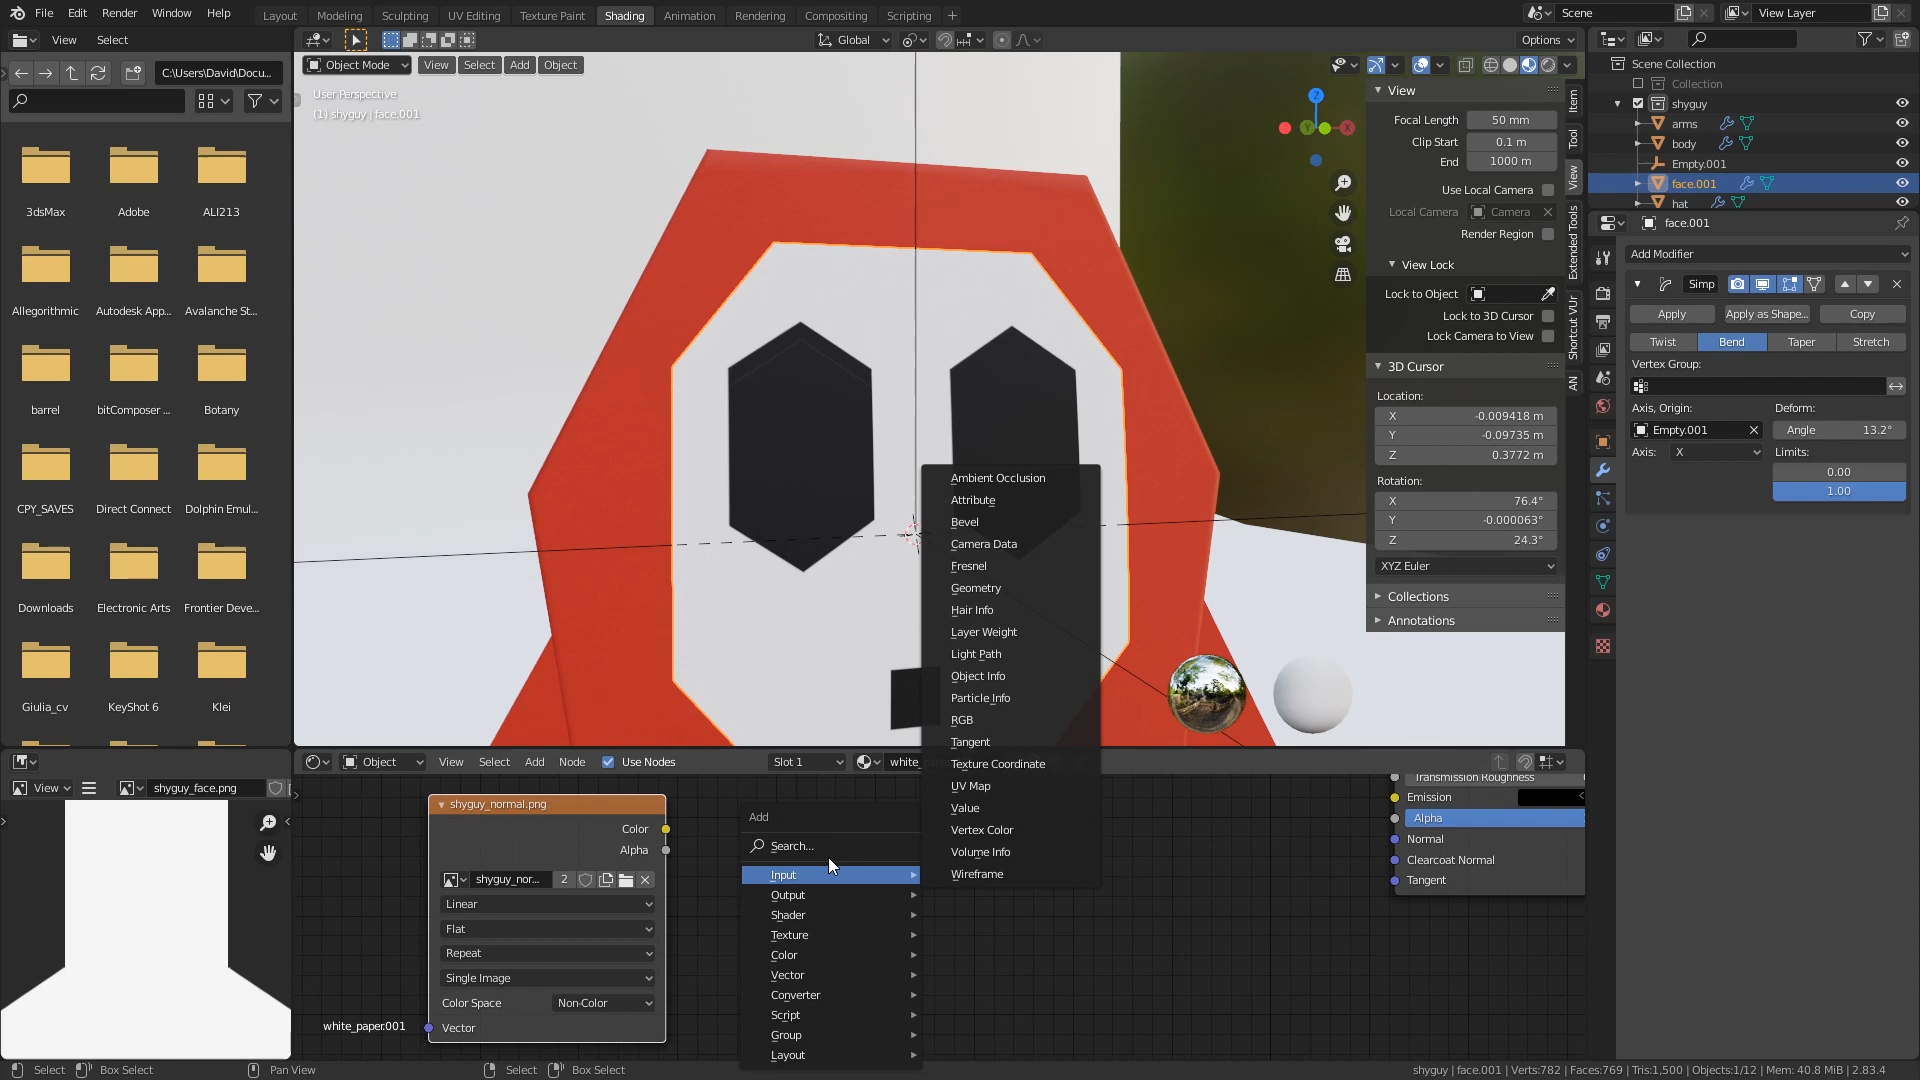 File Edit Render Window Help Layout Modeling Sculpting UV Editing Texture Paint Shading Animation Rendering Compositing Scripting + Scene View Layer
View Select Global Options
C:\Users\David\Docu...
Object Mode View Select Add Object
User Perspective
(1) shyguy | face.001
3dsMax Adobe ALI213
Allegorithmic Autodesk App... Avalanche St...
barrel bitComposer ... Botany
CPY_SAVES Direct Connect Dolphin Emul...
Downloads Electronic Arts Frontier Deve...
Giulia_cv KeyShot 6 Klei
Z
Y
X
View
Focal Length 50 mm
Clip Start 0.1 m
End 1000 m
Use Local Camera
Local Camera Camera
Render Region
View Lock
Lock to Object
Lock to 3D Cursor
Lock Camera to View
3D Cursor
Location:
X -0.009418 m
Y -0.09735 m
Z 0.3772 m
Rotation:
X 76.4°
Y -0.000063°
Z 24.3°
XYZ Euler
Collections
Annotations
Item
Tool
View
Extended Tools
Shortcut VUr
AN
Scene Collection
Collection
shyguy
arms
body
Empty.001
face.001
hat
face.001
Add Modifier
Simp
Apply Apply as Shape... Copy
Twist Bend Taper Stretch
Vertex Group:
Axis, Origin: Deform:
Empty.001 Angle 13.2°
Axis: X Limits:
0.00
1.00
Ambient Occlusion
Attribute
Bevel
Camera Data
Fresnel
Geometry
Hair Info
Layer Weight
Light Path
Object Info
Particle Info
RGB
Tangent
Texture Coordinate
UV Map
Value
Vertex Color
Volume Info
Wireframe
Object View Select Add Node Use Nodes Slot 1
View shyguy_face.png
shyguy_normal.png
Color
Alpha
shyguy_nor... 2
Linear
Flat
Repeat
Single Image
Color Space Non-Color
Vector
white_paper.001
Add
Search...
Input
Output
Shader
Texture
Color
Vector
Converter
Script
Group
Layout
Transmission Roughness
Emission
Alpha
Normal
Clearcoat Normal
Tangent
Select Box Select Pan View Select Box Select shyguy | face.001 | Verts:782 | Faces:769 | Tris:1,500 | Objects:1/12 | Mem: 40.8 MiB | 2.83.4